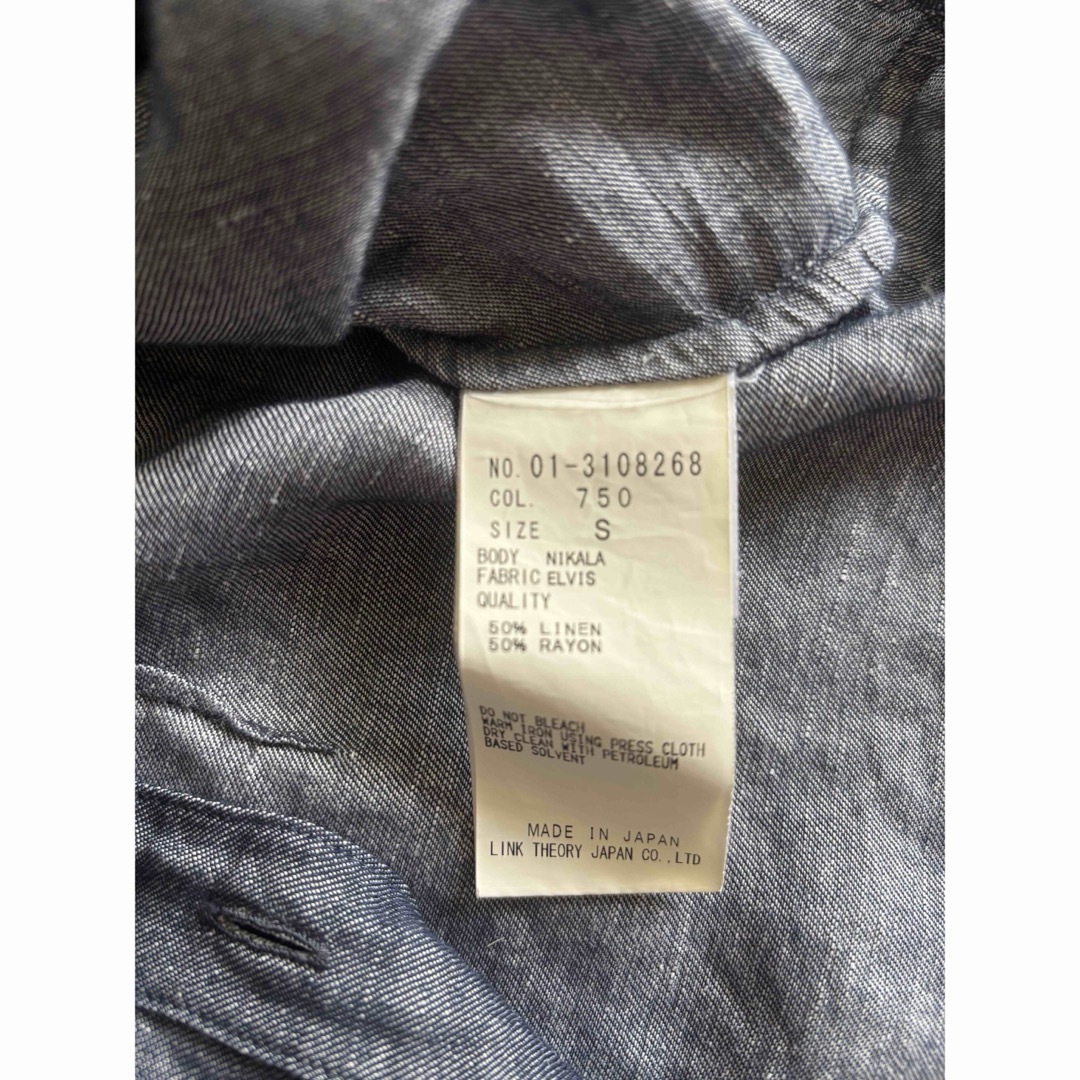 NO. 01-3108268
COL. 750
SIZE S
BODY NIKALA
FABRIC ELVIS
QUALITY
50% LINEN
50% RAYON
DO NOT BLEACH
WARM IRON USING PRESS CLOTH
DRY CLEAN WITH PETROLEUM
BASED SOLVENT
MADE IN JAPAN
LINK THEORY JAPAN CO.,LTD